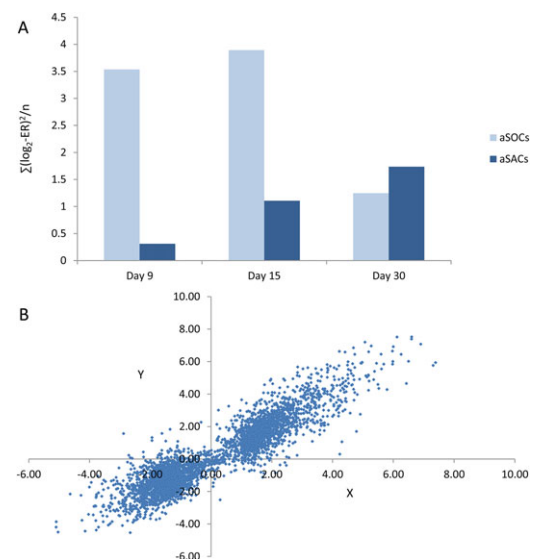 A
4.5
4
3.5
3
2.5
2
1.5
1
0.5
0
∑(log₂-ER)²/n
Day 9 Day 15 Day 30
aSOCs
aSACs
B
10.00
8.00
6.00
4.00
2.00
0.00
-2.00
-4.00
-6.00
Y
-6.00 -4.00 -2.00 0.00 2.00 4.00 6.00 8.00 10.00
X